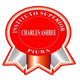 INSTITUTO SUPERIOR
CHARLES ASHBEE
PIURA